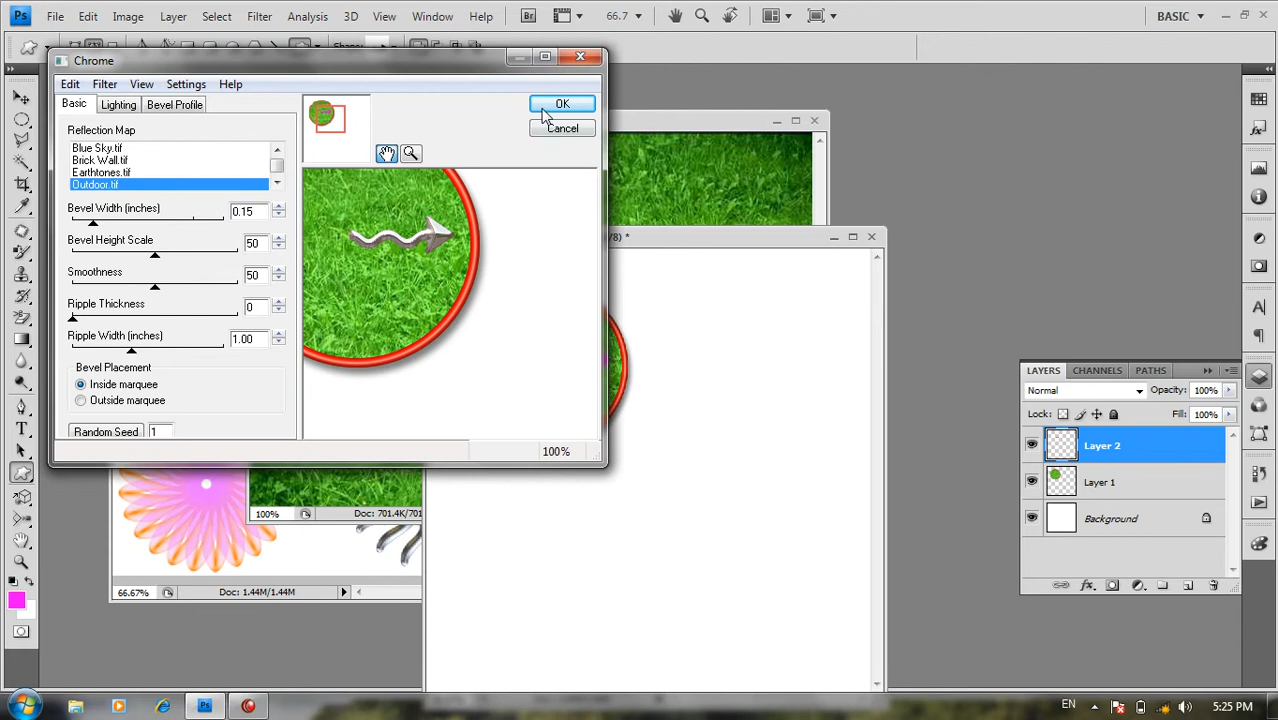 Ps File Edit Image Layer Select Filter Analysis 3D View Window Help Br 66.7 BASIC
Chrome
Edit Filter View Settings Help
Basic Lighting Bevel Profile
OK
Cancel
Reflection Map
Blue Sky.tif
Brick Wall.tif
Earthtones.tif
Outdoor.tif
Bevel Width (inches) 0.15
Bevel Height Scale 50
Smoothness 50
Ripple Thickness 0
Ripple Width (inches) 1.00
Bevel Placement
Inside marquee
Outside marquee
Random Seed 1
100%
/8) *
LAYERS CHANNELS PATHS
Normal Opacity: 100%
Lock: Fill: 100%
Layer 2
Layer 1
Background
100% Doc: 701.4K/701
66.67% Doc: 1.44M/1.44M
EN 5:25 PM